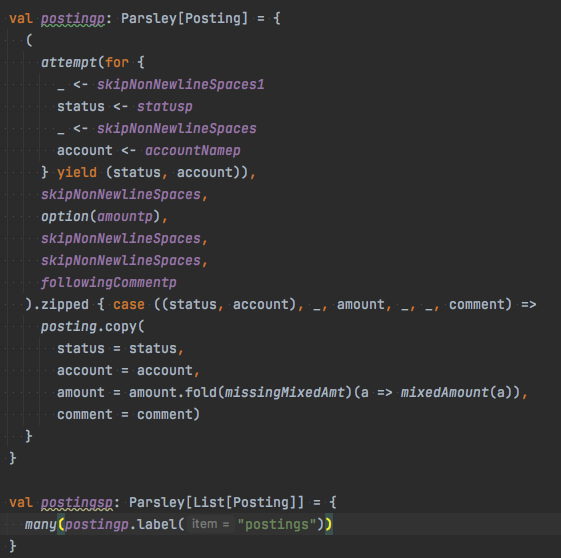 val postingp: Parsley[Posting] = {
  (
    attempt(for {
      _ <- skipNonNewlineSpaces1
      status <- statusp
      _ <- skipNonNewlineSpaces
      account <- accountNamep
    } yield (status, account)),
    skipNonNewlineSpaces,
    option(amountp),
    skipNonNewlineSpaces,
    skipNonNewlineSpaces,
    followingCommentp
  ).zipped { case ((status, account), _, amount, _, _, comment) =>
    posting.copy(
      status = status,
      account = account,
      amount = amount.fold(missingMixedAmt)(a => mixedAmount(a)),
      comment = comment)
  }
}
val postingsp: Parsley[List[Posting]] = {
  many(postingp.label( item = "postings"))
}